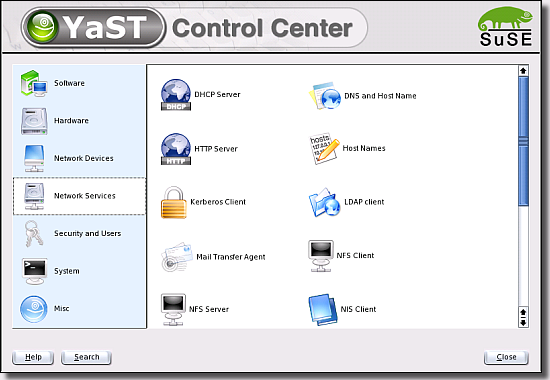 YaST Control Center
SuSE
Software
Hardware
Network Devices
Network Services
Security and Users
System
Misc
DHCP Server
DHCP
DNS and Host Name
HTTP Server
HTTP
Host Names
hosts:
Kerberos Client
LDAP client
Mail Transfer Agent
NFS Client
NFS Server
NIS Client
Help
Search
Close